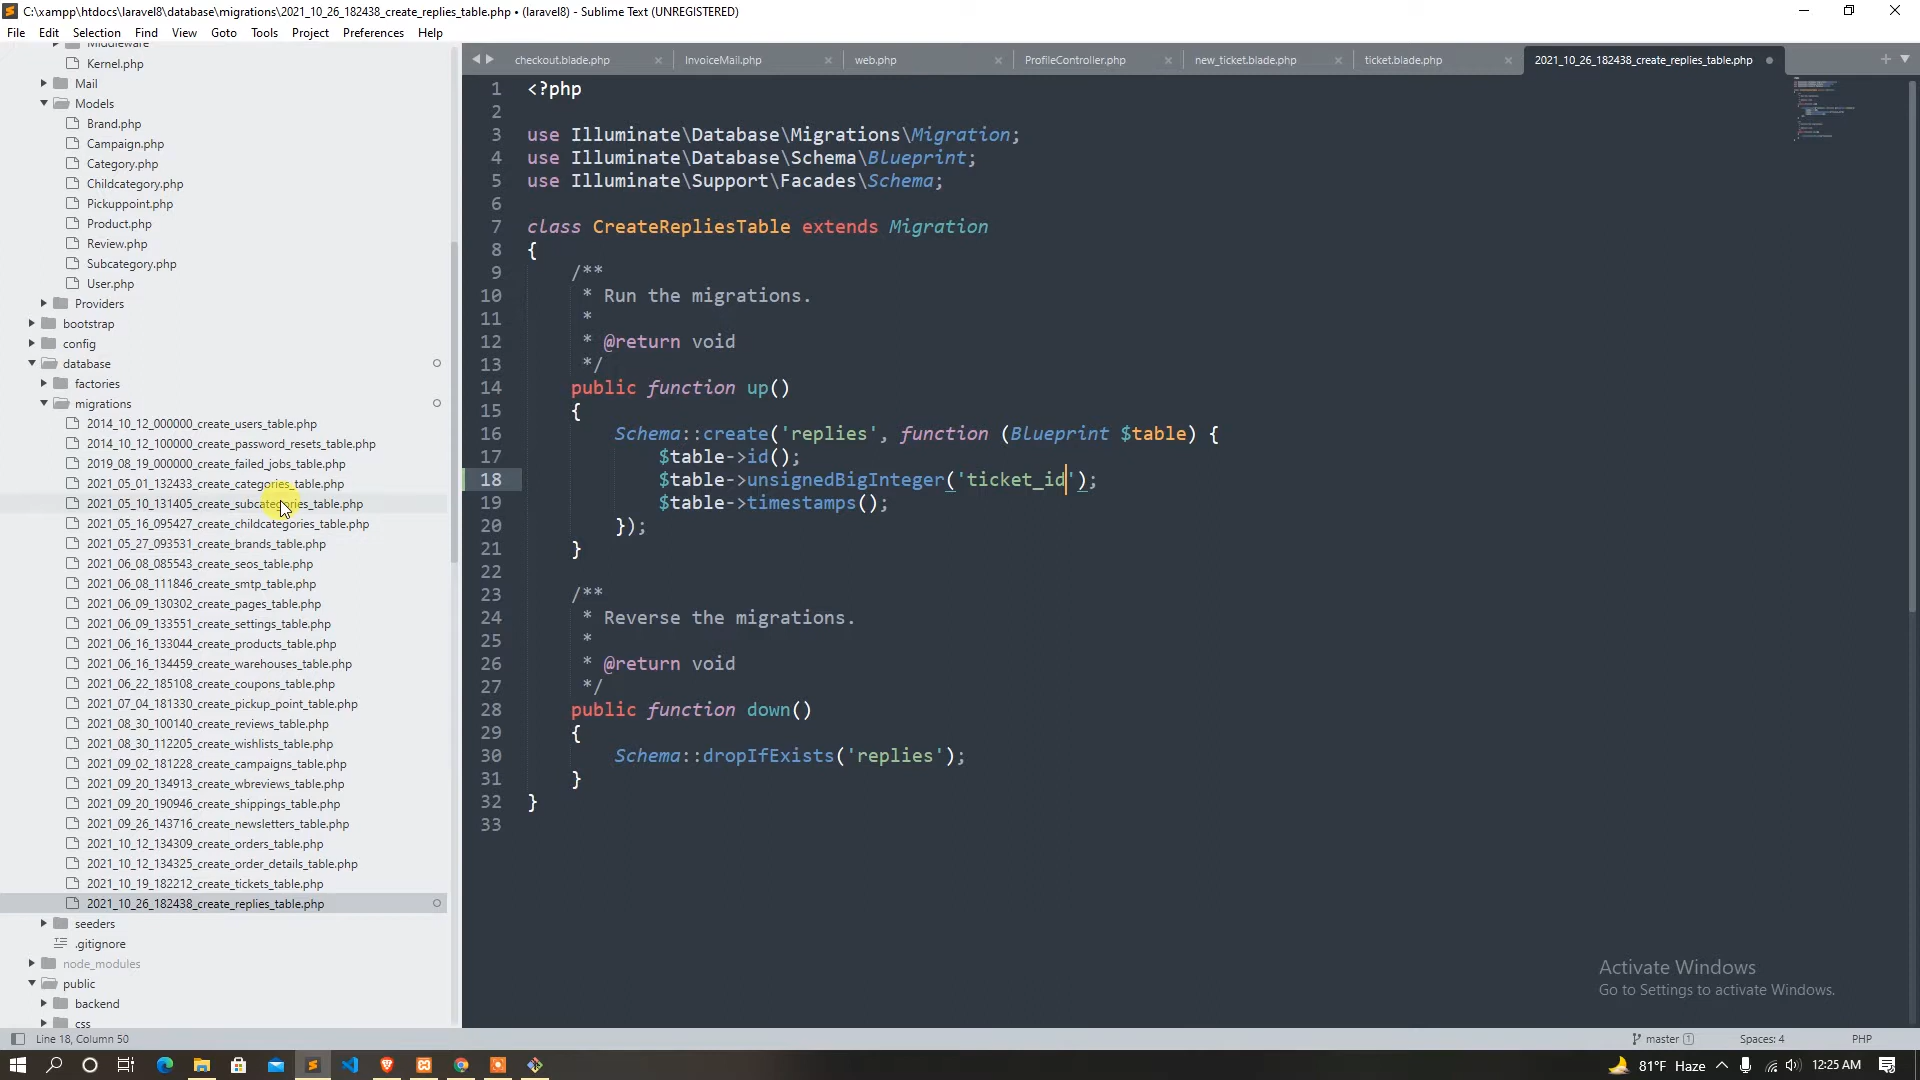 C:\xampp\htdocs\laravel8\database\migrations\2021_10_26_182438_create_replies_table.php • (laravel8) - Sublime Text (UNREGISTERED)
File Edit Selection Find View Goto Tools Project Preferences Help
Middleware
Kernel.php
Mail
Models
Brand.php
Campaign.php
Category.php
Childcategory.php
Pickuppoint.php
Product.php
Review.php
Subcategory.php
User.php
Providers
bootstrap
config
database
factories
migrations
2014_10_12_000000_create_users_table.php
2014_10_12_100000_create_password_resets_table.php
2019_08_19_000000_create_failed_jobs_table.php
2021_05_01_132433_create_categories_table.php
2021_05_10_131405_create_subcategories_table.php
2021_05_16_095427_create_childcategories_table.php
2021_05_27_093531_create_brands_table.php
2021_06_08_085543_create_seos_table.php
2021_06_08_111846_create_smtp_table.php
2021_06_09_130302_create_pages_table.php
2021_06_09_133551_create_settings_table.php
2021_06_16_133044_create_products_table.php
2021_06_16_134459_create_warehouses_table.php
2021_06_22_185108_create_coupons_table.php
2021_07_04_181330_create_pickup_point_table.php
2021_08_30_100140_create_reviews_table.php
2021_08_30_112205_create_wishlists_table.php
2021_09_02_181228_create_campaigns_table.php
2021_09_20_134913_create_wbreviews_table.php
2021_09_20_190946_create_shippings_table.php
2021_09_26_143716_create_newsletters_table.php
2021_10_12_134309_create_orders_table.php
2021_10_12_134325_create_order_details_table.php
2021_10_19_182212_create_tickets_table.php
2021_10_26_182438_create_replies_table.php
seeders
.gitignore
node_modules
public
backend
css
checkout.blade.php InvoiceMail.php web.php ProfileController.php new_ticket.blade.php ticket.blade.php 2021_10_26_182438_create_replies_table.php
1 <?php
2
3 use Illuminate\Database\Migrations\Migration;
4 use Illuminate\Database\Schema\Blueprint;
5 use Illuminate\Support\Facades\Schema;
6
7 class CreateRepliesTable extends Migration
8 {
9 /**
10 * Run the migrations.
11 *
12 * @return void
13 */
14 public function up()
15 {
16 Schema::create('replies', function (Blueprint $table) {
17 $table->id();
18 $table->unsignedBigInteger('ticket_id');
19 $table->timestamps();
20 });
21 }
22
23 /**
24 * Reverse the migrations.
25 *
26 * @return void
27 */
28 public function down()
29 {
30 Schema::dropIfExists('replies');
31 }
32 }
33
Activate Windows
Go to Settings to activate Windows.
Line 18, Column 50 master 1 Spaces: 4 PHP
81°F Haze 12:25 AM